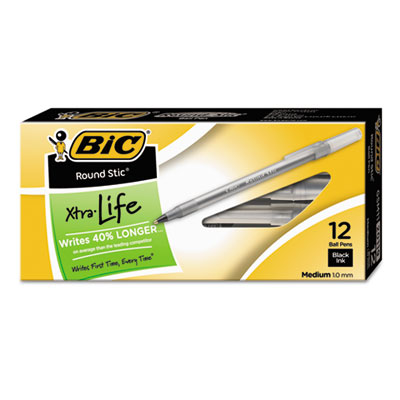 BIC
Round Stic®
Xtra·Life
Writes 40% LONGER...
on average than the leading competitor
Writes First Time, Every Time®
12
Ball Pens
Black
Ink
Medium 1.0 mm